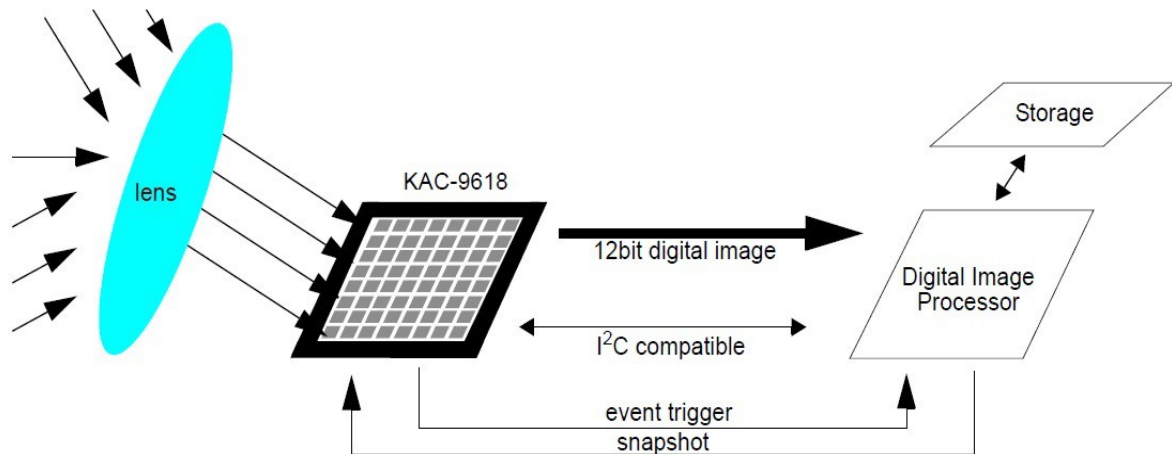 Storage
KAC-9618
lens
12bit digital image
Digital Image
Processor
I²C compatible
event trigger
snapshot